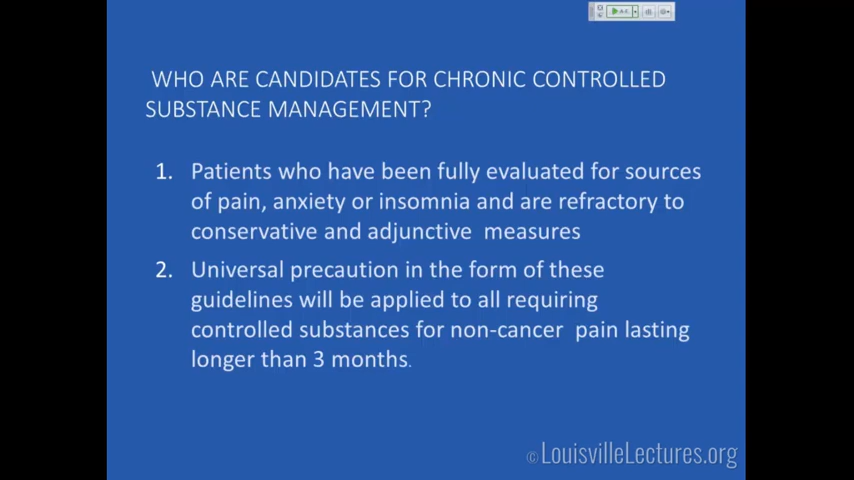 WHO ARE CANDIDATES FOR CHRONIC CONTROLLED
SUBSTANCE MANAGEMENT?
1. Patients who have been fully evaluated for sources
of pain, anxiety or insomnia and are refractory to
conservative and adjunctive measures
2. Universal precaution in the form of these
guidelines will be applied to all requiring
controlled substances for non-cancer pain lasting
longer than 3 months.
© LouisvilleLectures.org